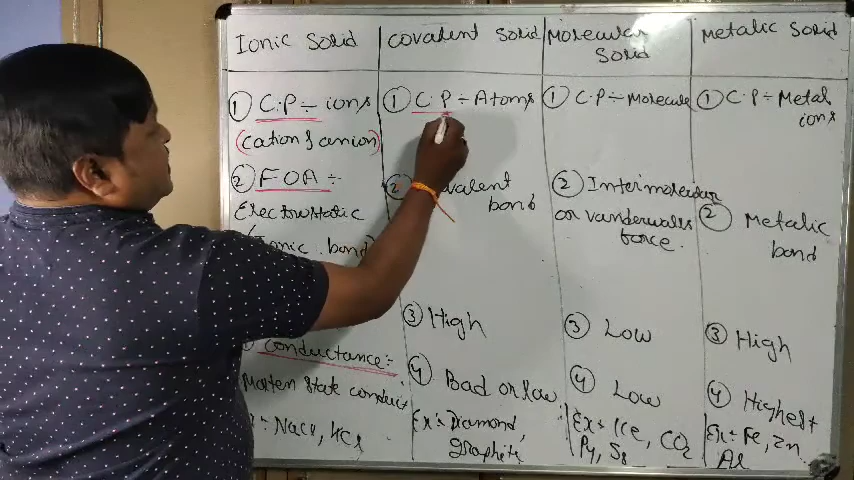 Ionic Solid
① C.P ÷ ions
(cation & anion)
② FOA ÷
Electrostatic
bond)
Conductance ÷
Molten State conduct
÷ NaCl, KCl
Covalent Solid
① C.P ÷ Atoms
②
bond
③ High
④ Bad or low
Ex ÷ Diamond,
graphite
Molecular
Solid
① C.P ÷ Molecule
② Intermolecular
or vanderwalls
force.
③ Low
④ Low
Ex ÷ Ice, CO₂
P₄, S₈
Metalic Solid
① C.P ÷ Metal
ions
② Metalic
bond
③ High
④ Highest
Ex ÷ Fe, Zn
Al